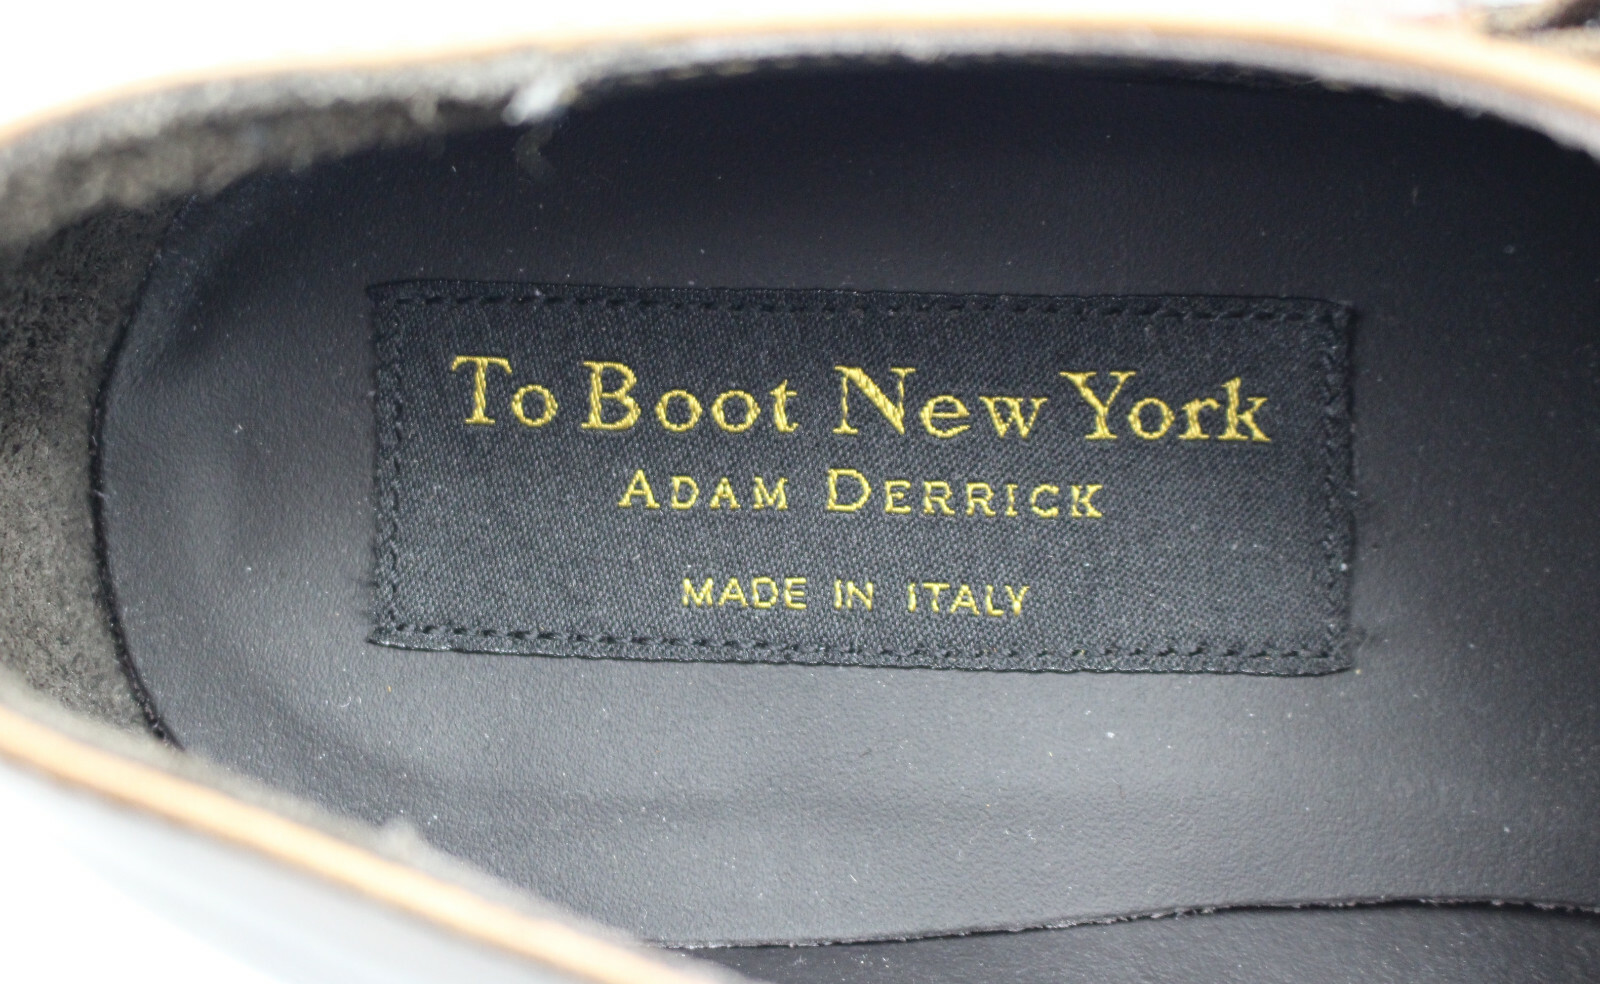 To Boot New York
ADAM DERRICK
MADE IN ITALY